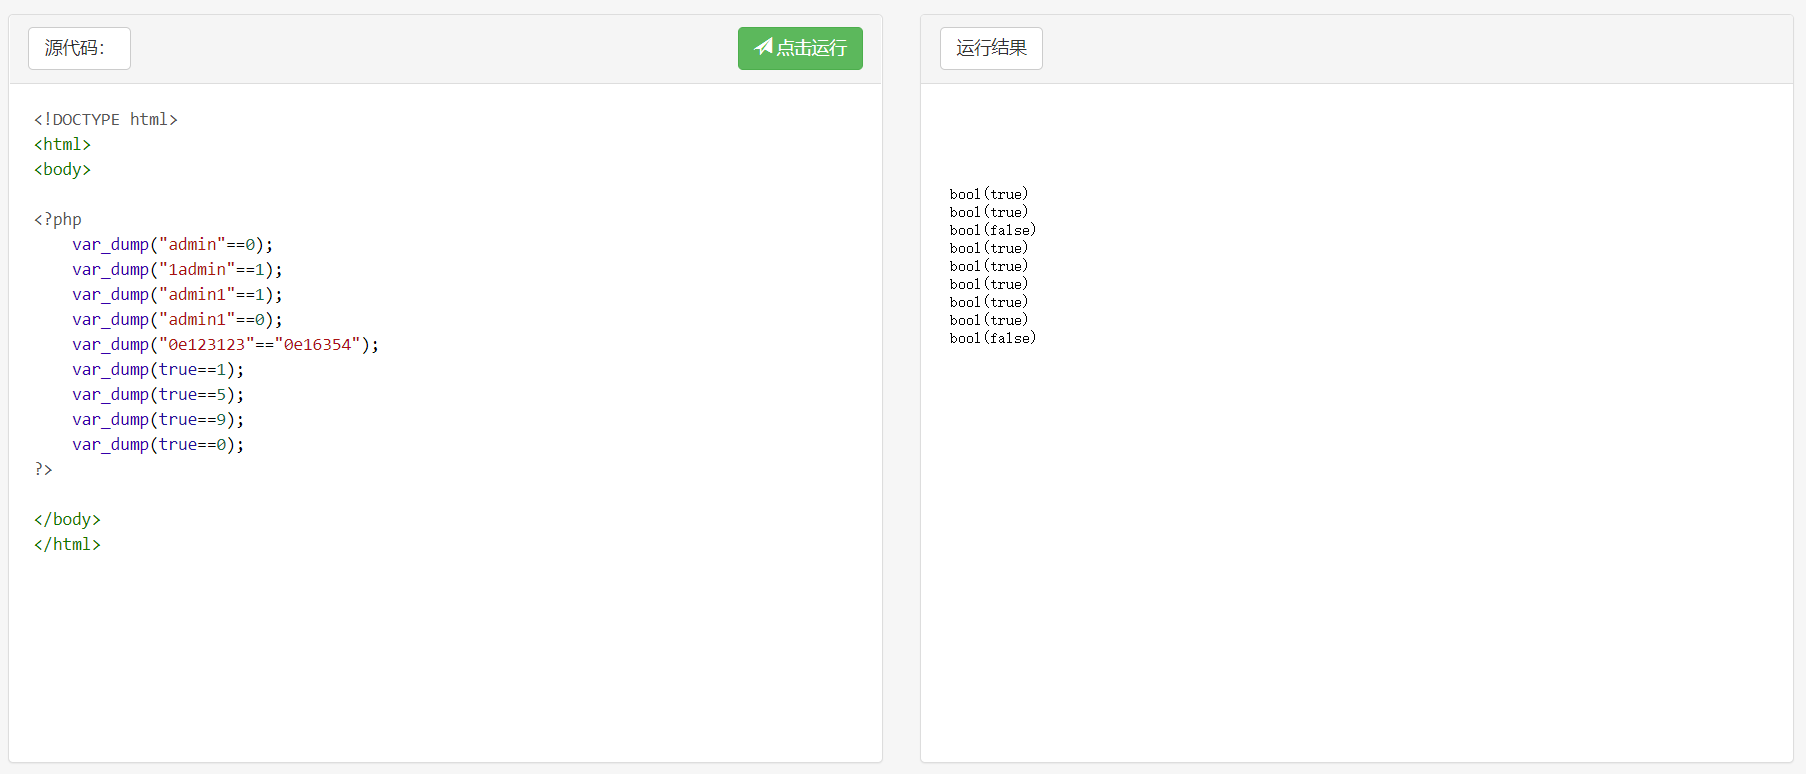 源代码：
点击运行
<!DOCTYPE html>
<html>
<body>
<?php
    var_dump("admin"==0);
    var_dump("1admin"==1);
    var_dump("admin1"==1);
    var_dump("admin1"==0);
    var_dump("0e123123"=="0e16354");
    var_dump(true==1);
    var_dump(true==5);
    var_dump(true==9);
    var_dump(true==0);
?>
</body>
</html>
运行结果
bool(true)
bool(true)
bool(false)
bool(true)
bool(true)
bool(true)
bool(true)
bool(true)
bool(false)